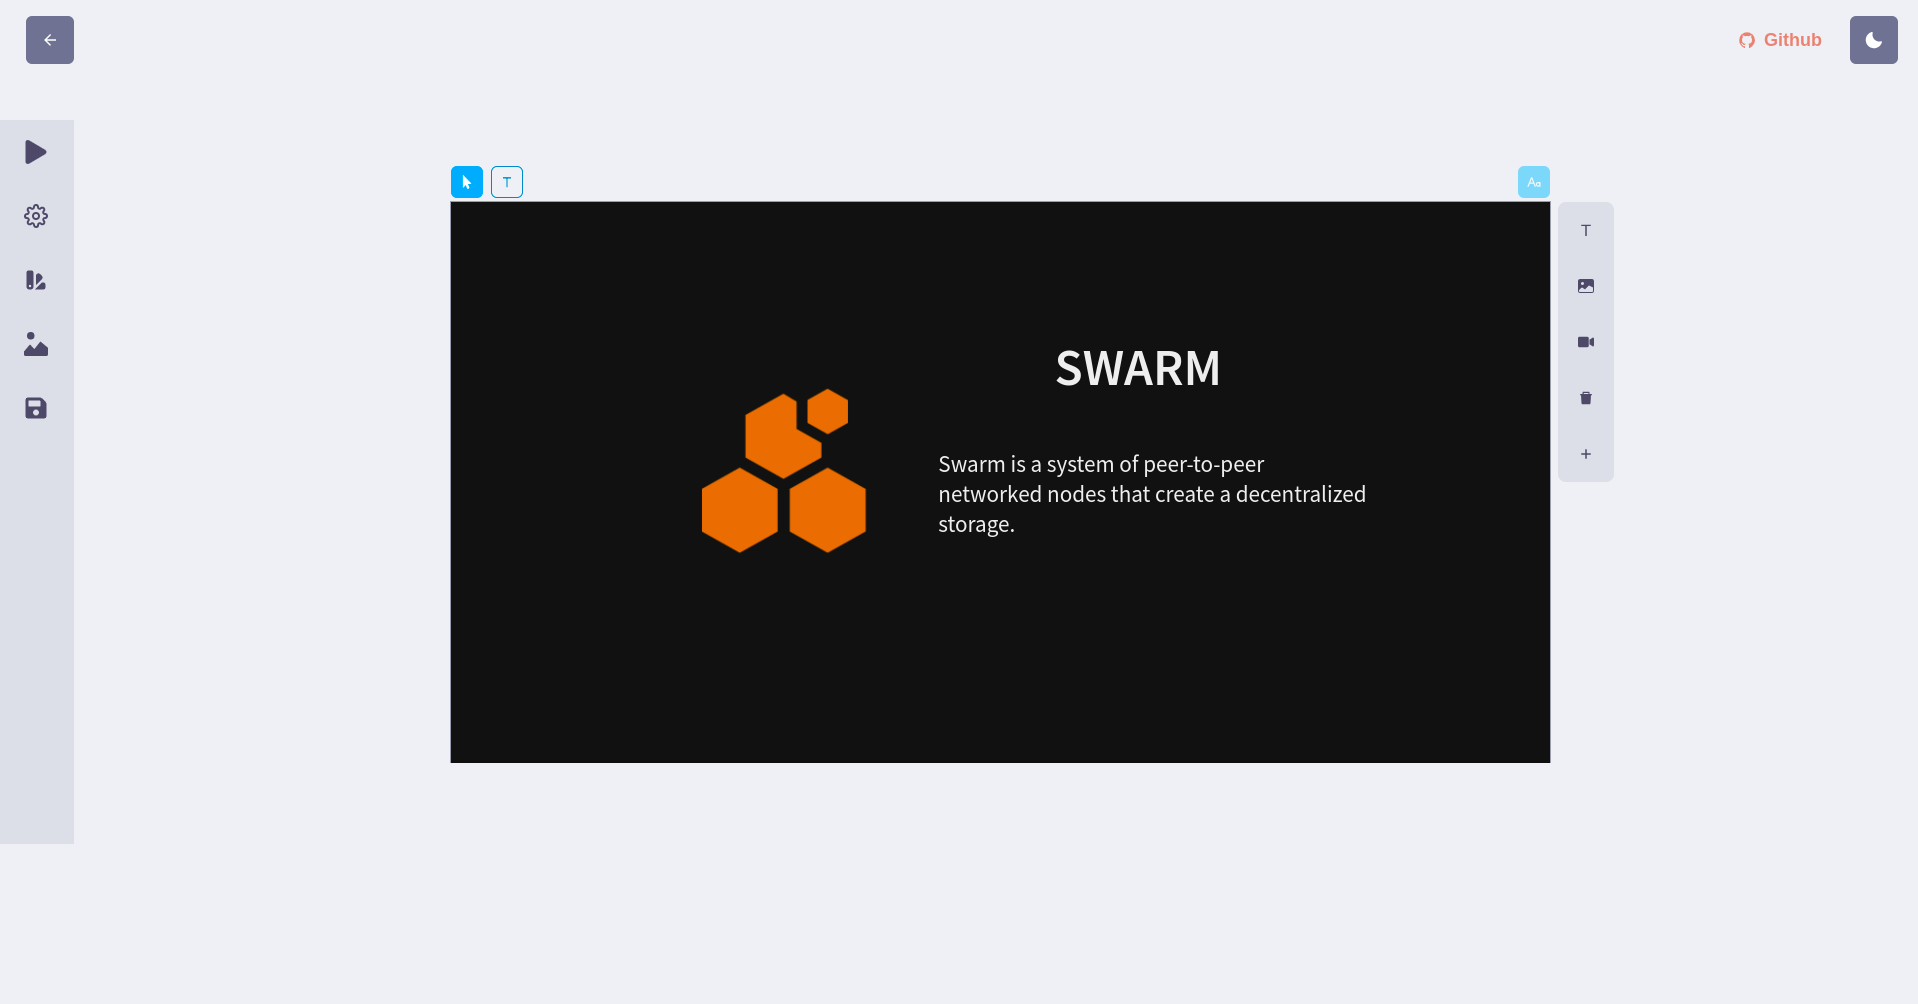 Github
T
Aa
T
SWARM
Swarm is a system of peer-to-peer
networked nodes that create a decentralized
storage.